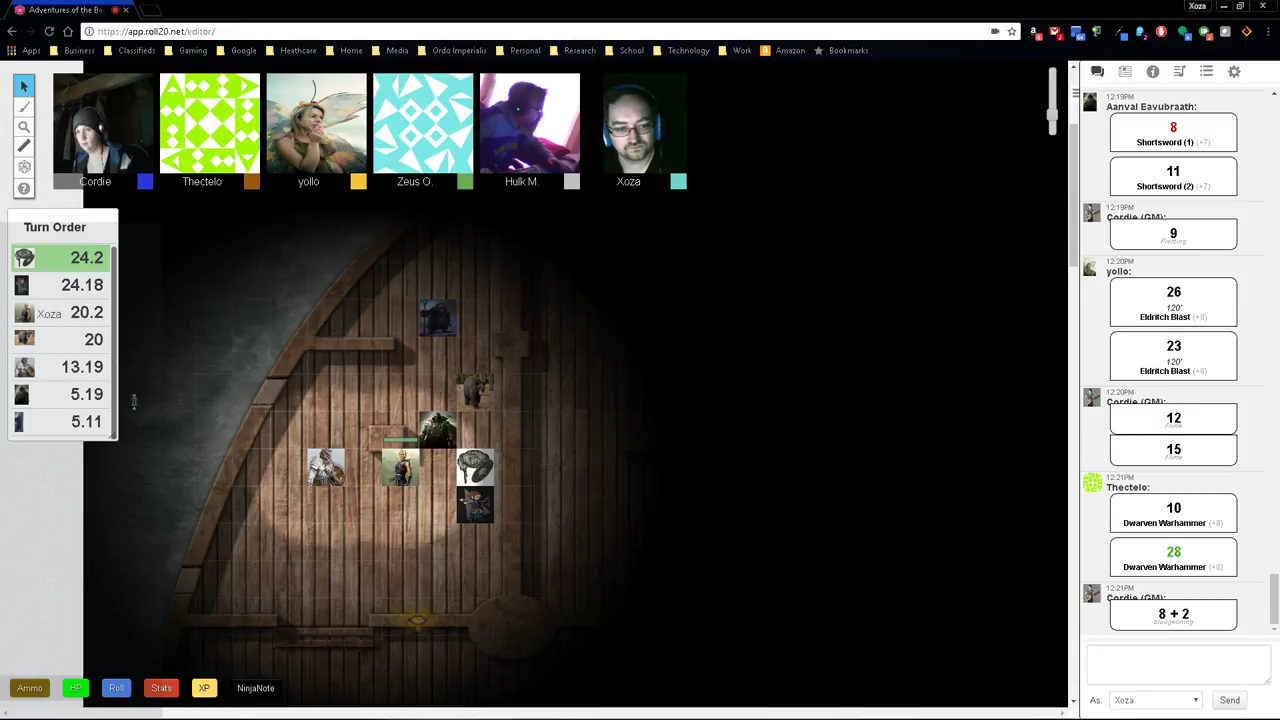 Adventures of the Ba
Xoza
https://app.roll20.net/editor/
Apps Business Classifieds Gaming Google Heathcare Home Media Ordo Imperialis Personal Research School Technology Work Amazon Bookmarks
Cordie
Thectelo
yollo
Zeus O.
Hulk M.
Xoza
Turn Order
24.2
24.18
Xoza 20.2
20
13.19
5.19
5.11
Ammo
HP
Roll
Stats
XP
NinjaNote
12:19PM
Aanval Eavubraath:
8
Shortsword (1) (+7)
11
Shortsword (2) (+7)
12:19PM
Cordie (GM):
9
Piercing
12:20PM
yollo:
26
120'
Eldritch Blast (+8)
23
120'
Eldritch Blast (+8)
12:20PM
Cordie (GM):
12
Force
15
Force
12:21PM
Thectelo:
10
Dwarven Warhammer (+8)
28
Dwarven Warhammer (+8)
12:21PM
Cordie (GM):
8 + 2
bludgeoning
As: Xoza
Send